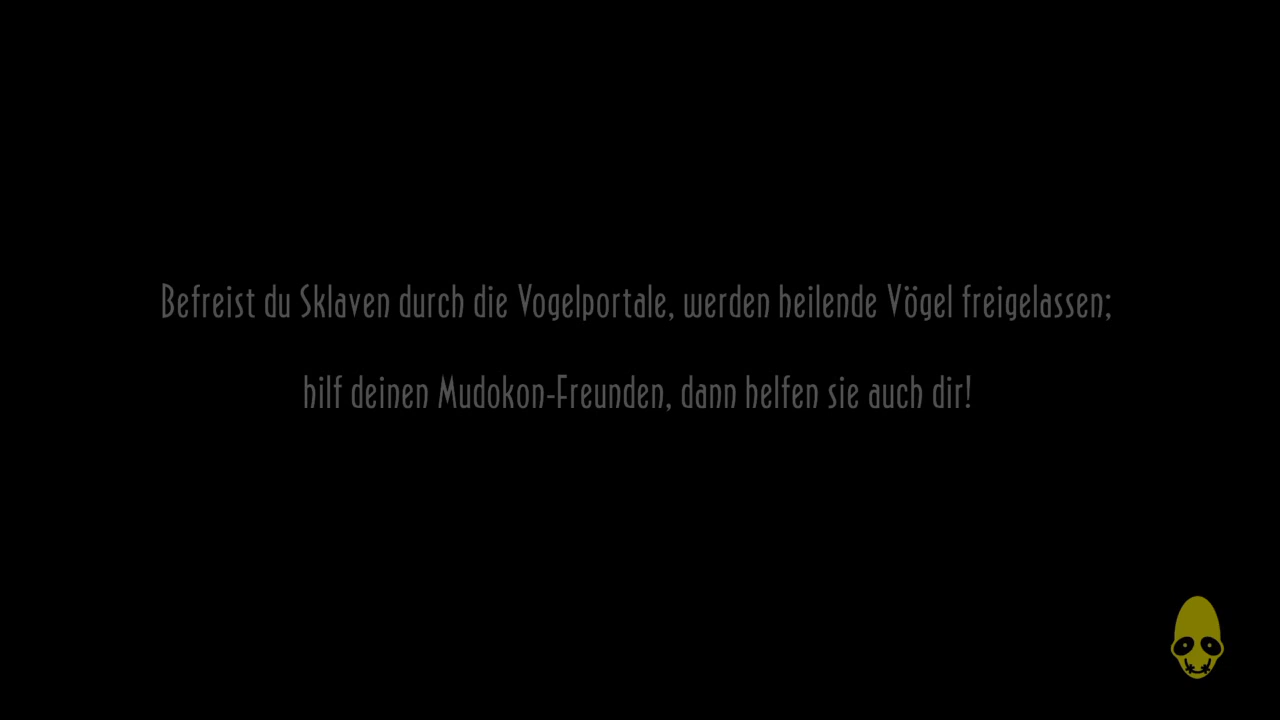 Befreist du Sklaven durch die Vogelportale, werden heilende Vögel freigelassen;
hilf deinen Mudokon-Freunden, dann helfen sie auch dir!